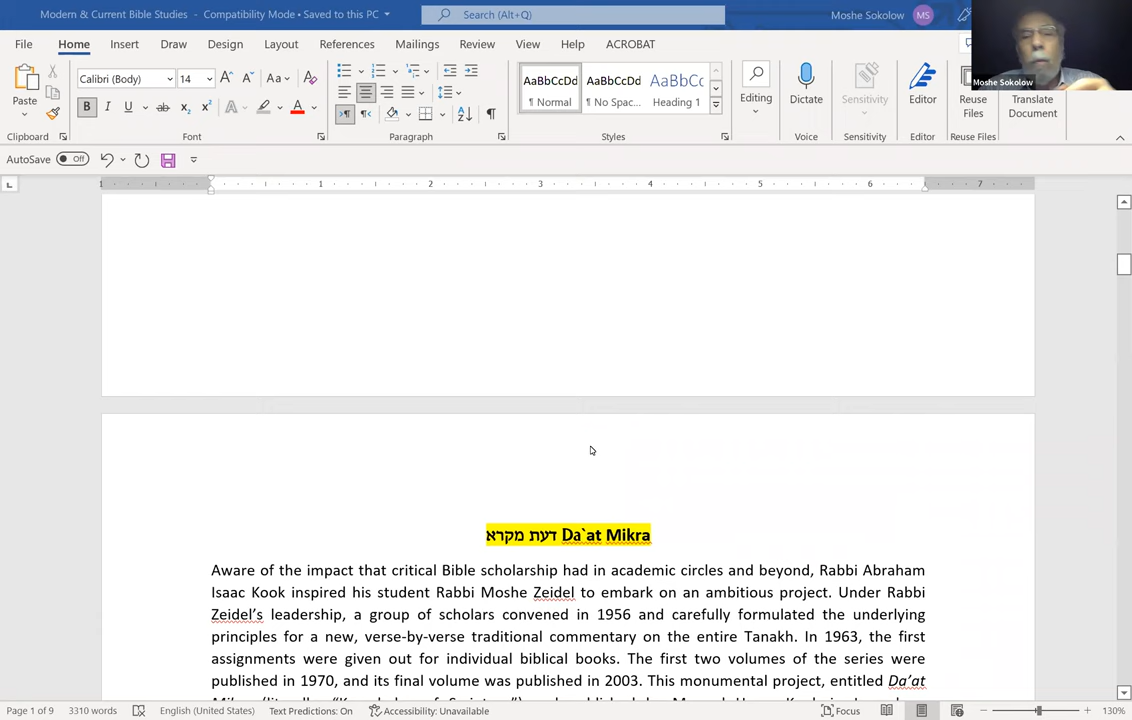 Modern & Current Bible Studies - Compatibility Mode • Saved to this PC
Search (Alt+Q)
Moshe Sokolow MS
File Home Insert Draw Design Layout References Mailings Review View Help ACROBAT
Moshe Sokolow
Calibri (Body) 14
Aa
AaBbCcDd AaBbCcDd AaBbCc
Paste
¶ Normal ¶ No Spac... Heading 1
Editing Dictate Sensitivity Editor Reuse Files Translate Document
Clipboard Font Paragraph Styles Voice Sensitivity Editor Reuse Files
AutoSave Off
1 1 2 3 4 5 6 7
דעת מקרא Da`at Mikra
Aware of the impact that critical Bible scholarship had in academic circles and beyond, Rabbi Abraham
Isaac Kook inspired his student Rabbi Moshe Zeidel to embark on an ambitious project. Under Rabbi
Zeidel’s leadership, a group of scholars convened in 1956 and carefully formulated the underlying
principles for a new, verse-by-verse traditional commentary on the entire Tanakh. In 1963, the first
assignments were given out for individual biblical books. The first two volumes of the series were
published in 1970, and its final volume was published in 2003. This monumental project, entitled Da’at
Page 1 of 9 3310 words English (United States) Text Predictions: On Accessibility: Unavailable Focus 130%